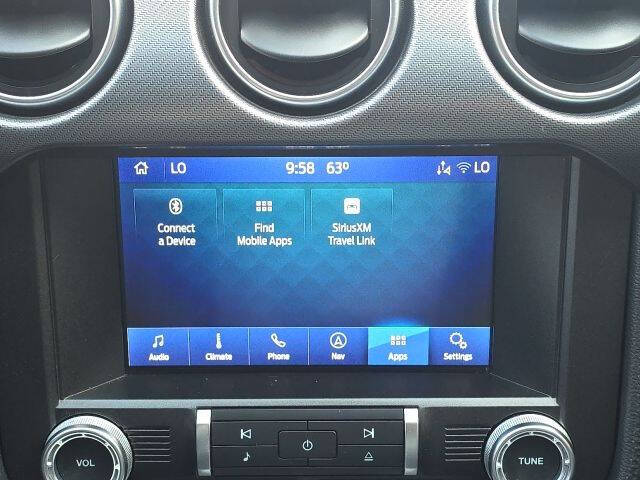 LO 9:58 63° LO
Connect
a Device
Find
Mobile Apps
SiriusXM
Travel Link
Audio Climate Phone Nav Apps Settings
VOL
TUNE